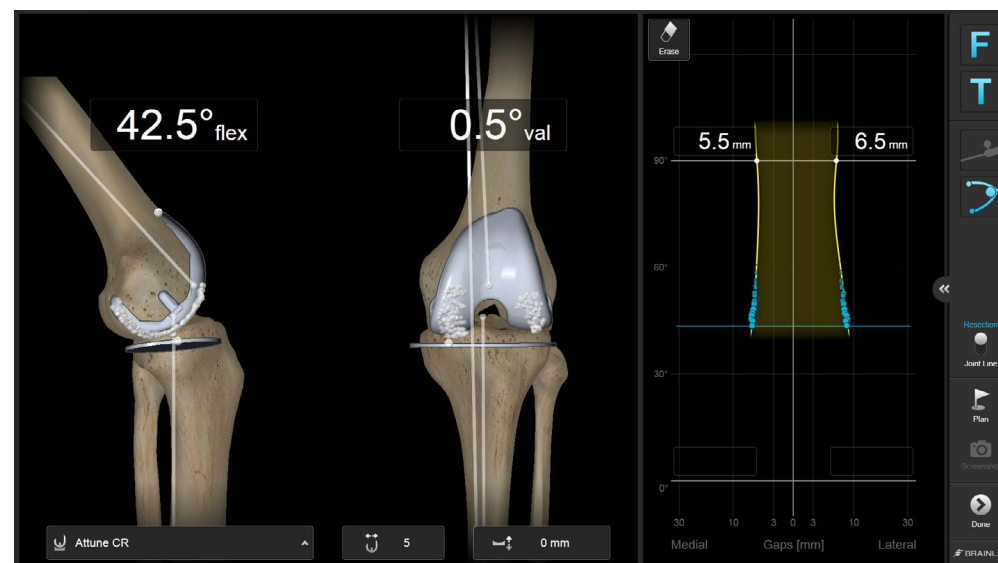 42.5° flex
0.5° val
Erase
5.5 mm
6.5 mm
90°
60°
30°
0°
30 10 3 0 3 10 30
Medial Gaps [mm] Lateral
Attune CR
5
0 mm
F
T
Resection
Joint Line
Plan
Screensho
Done
BRAINL